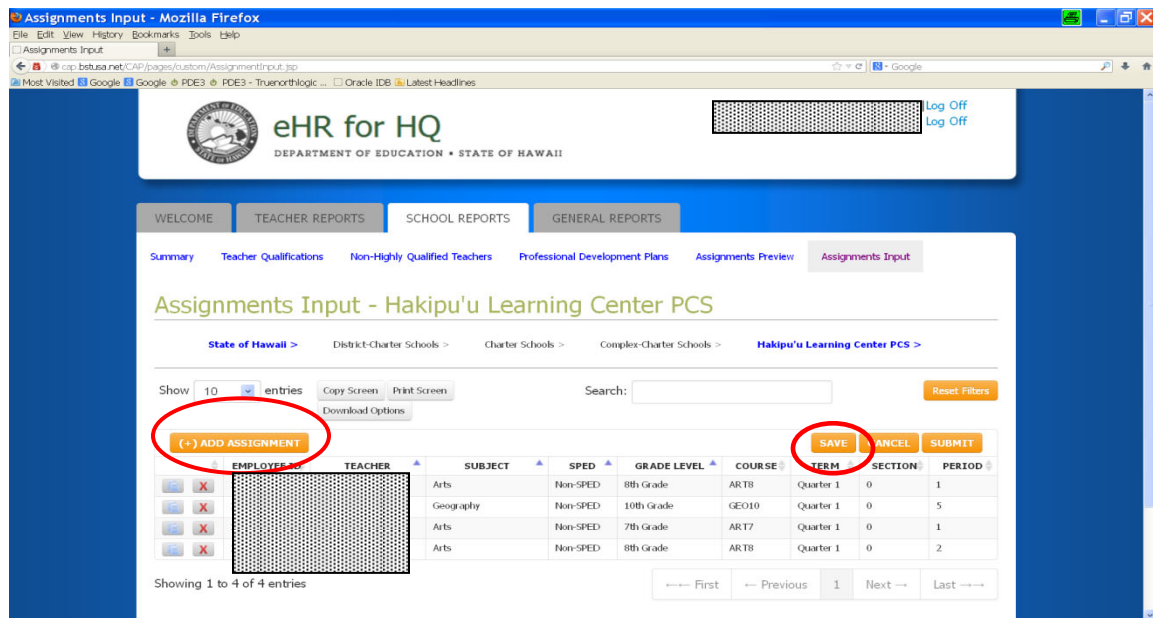 Assignments Input - Mozilla Firefox
File Edit View History Bookmarks Tools Help
Assignments Input +
cap.bstusa.net/CAP/pages/custom/AssignmentInput.jsp Google
Most Visited Google Google PDE3 PDE3 - Truenorthlogic ... Oracle IDB Latest Headlines
Log Off
Log Off
eHR for HQ
DEPARTMENT OF EDUCATION • STATE OF HAWAII
WELCOME TEACHER REPORTS SCHOOL REPORTS GENERAL REPORTS
Summary Teacher Qualifications Non-Highly Qualified Teachers Professional Development Plans Assignments Preview Assignments Input
Assignments Input - Hakipu'u Learning Center PCS
State of Hawaii > District-Charter Schools > Charter Schools > Complex-Charter Schools > Hakipu'u Learning Center PCS >
Show 10 entries Copy Screen Print Screen Search: Reset Filters
Download Options
(+) ADD ASSIGNMENT SAVE CANCEL SUBMIT
EMPLOYEE ID TEACHER SUBJECT SPED GRADE LEVEL COURSE TERM SECTION PERIOD
X Arts Non-SPED 8th Grade ART8 Quarter 1 0 1
X Geography Non-SPED 10th Grade GEO10 Quarter 1 0 5
X Arts Non-SPED 7th Grade ART7 Quarter 1 0 1
X Arts Non-SPED 8th Grade ART8 Quarter 1 0 2
Showing 1 to 4 of 4 entries ←← First ← Previous 1 Next → Last →→